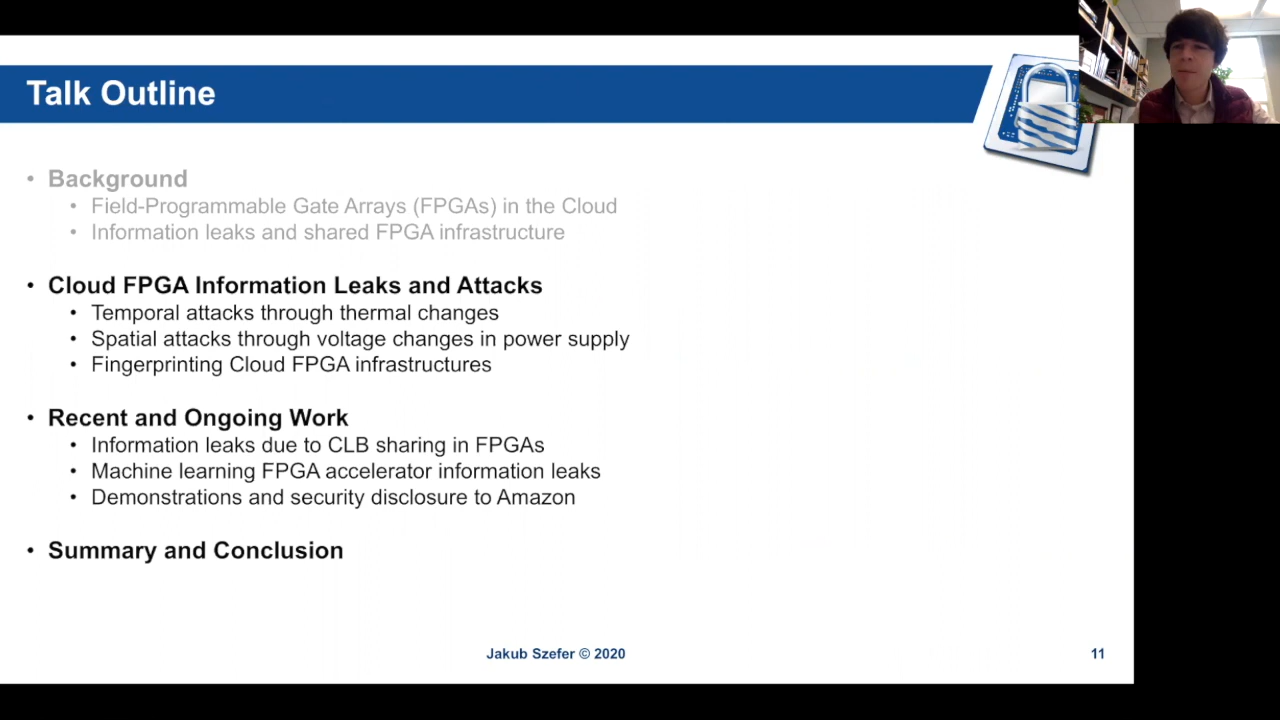 Talk Outline
• Background
• Field-Programmable Gate Arrays (FPGAs) in the Cloud
• Information leaks and shared FPGA infrastructure
• Cloud FPGA Information Leaks and Attacks
• Temporal attacks through thermal changes
• Spatial attacks through voltage changes in power supply
• Fingerprinting Cloud FPGA infrastructures
• Recent and Ongoing Work
• Information leaks due to CLB sharing in FPGAs
• Machine learning FPGA accelerator information leaks
• Demonstrations and security disclosure to Amazon
• Summary and Conclusion
Jakub Szefer © 2020
11